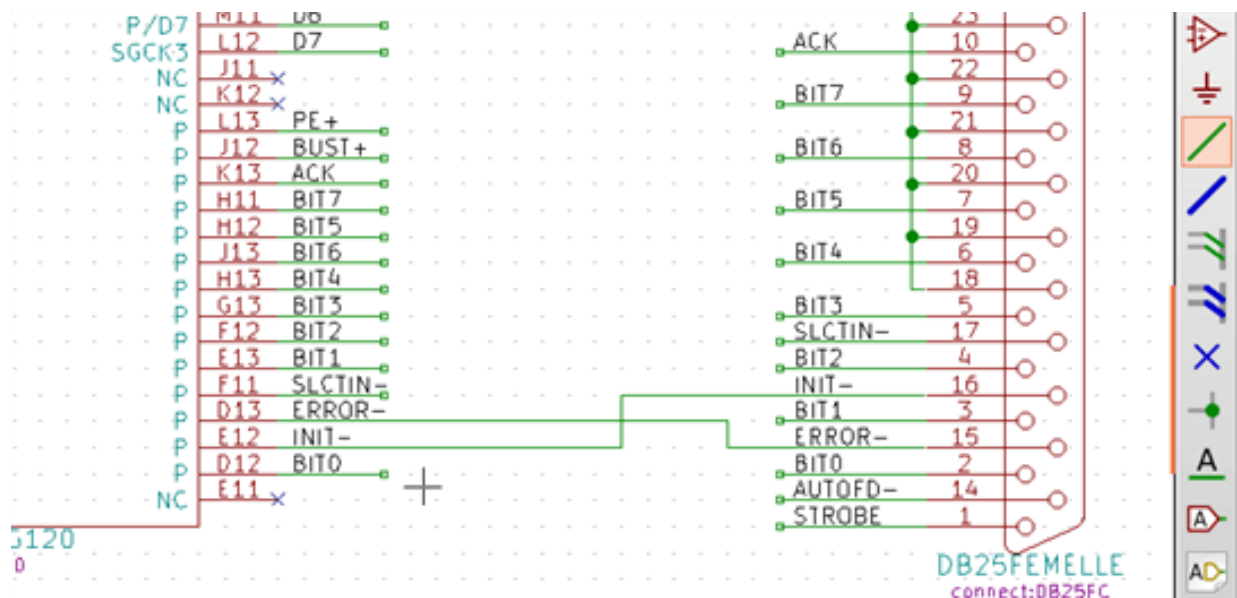 P/D7 M11 D6 23
SGCK3 L12 D7 ACK 10
NC J11 22
NC K12 BIT7 9
P L13 PE+ 21
P J12 BUST+ BIT6 8
P K13 ACK 20
P H11 BIT7 BIT5 7
P H12 BIT5 19
P J13 BIT6 BIT4 6
P H13 BIT4 18
P G13 BIT3 BIT3 5
P F12 BIT2 SLCTIN- 17
P E13 BIT1 BIT2 4
P F11 SLCTIN- INIT- 16
P D13 ERROR- BIT1 3
P E12 INIT- ERROR- 15
P D12 BIT0 BIT0 2
NC E11 AUTOFD- 14
STROBE 1
G120
D
DB25FEMELLE
connect:DB25FC
A
A
AD